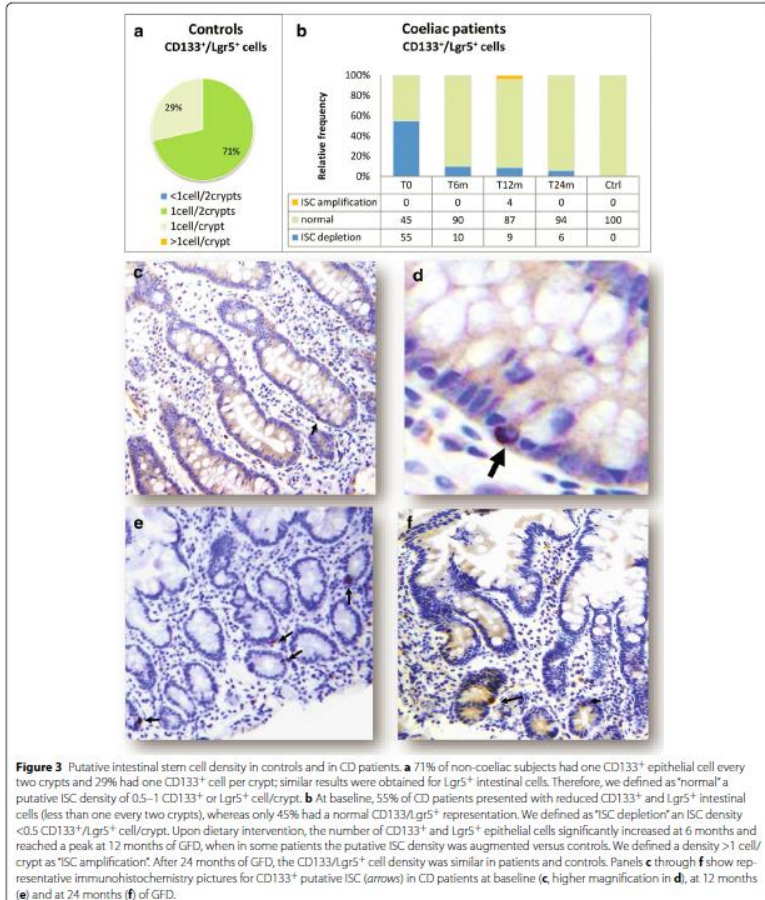 a
Controls
CD133+/Lgr5+ cells
29%
71%
<1cell/2crypts
1cell/2crypts
1cell/crypt
>1cell/crypt
b
Coeliac patients
CD133+/Lgr5+ cells
Relative frequency
100%
80%
60%
40%
20%
0%
T0 T6m T12m T24m Ctrl
ISC amplification 0 0 4 0 0
normal 45 90 87 94 100
ISC depletion 55 10 9 6 0
c
d
e
f
Figure 3 Putative intestinal stem cell density in controls and in CD patients. a 71% of non-coeliac subjects had one CD133+ epithelial cell every
two crypts and 29% had one CD133+ cell per crypt; similar results were obtained for Lgr5+ intestinal cells. Therefore, we defined as "normal" a
putative ISC density of 0.5–1 CD133+ or Lgr5+ cell/crypt. b At baseline, 55% of CD patients presented with reduced CD133+ and Lgr5+ intestinal
cells (less than one every two crypts), whereas only 45% had a normal CD133/Lgr5+ representation. We defined as "ISC depletion" an ISC density
<0.5 CD133+/Lgr5+ cell/crypt. Upon dietary intervention, the number of CD133+ and Lgr5+ epithelial cells significantly increased at 6 months and
reached a peak at 12 months of GFD, when in some patients the putative ISC density was augmented versus controls. We defined a density >1 cell/
crypt as "ISC amplification". After 24 months of GFD, the CD133/Lgr5+ cell density was similar in patients and controls. Panels c through f show rep-
resentative immunohistochemistry pictures for CD133+ putative ISC (arrows) in CD patients at baseline (c, higher magnification in d), at 12 months
(e) and at 24 months (f) of GFD.